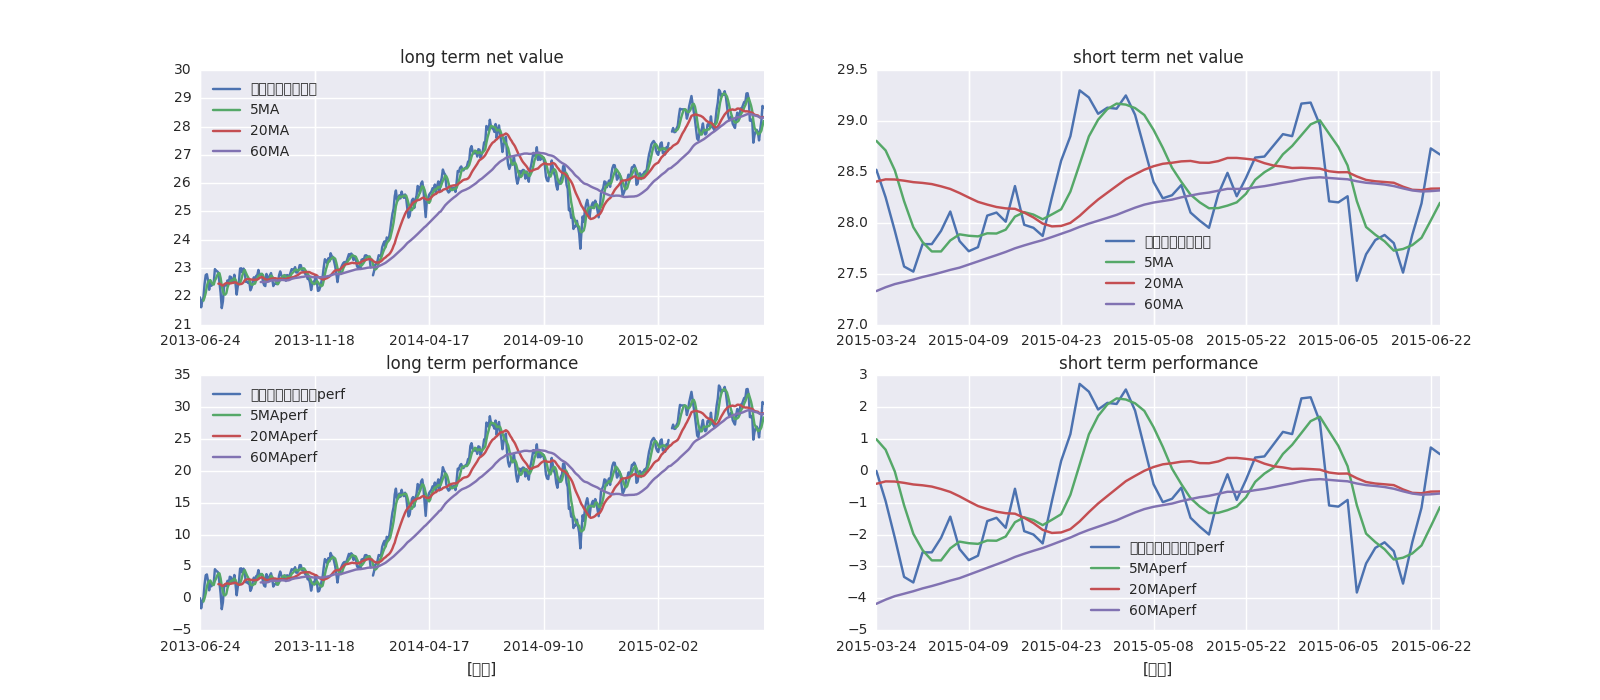 long term net value
30
29
28
27
26
25
24
23
22
21
5MA
20MA
60MA
2013-06-24 2013-11-18 2014-04-17 2014-09-10 2015-02-02
short term net value
29.5
29.0
28.5
28.0
27.5
27.0
5MA
20MA
60MA
2015-03-24 2015-04-09 2015-04-23 2015-05-08 2015-05-22 2015-06-05 2015-06-22
long term performance
35
30
25
20
15
10
5
0
−5
perf
5MAperf
20MAperf
60MAperf
2013-06-24 2013-11-18 2014-04-17 2014-09-10 2015-02-02
short term performance
3
2
1
0
−1
−2
−3
−4
−5
perf
5MAperf
20MAperf
60MAperf
2015-03-24 2015-04-09 2015-04-23 2015-05-08 2015-05-22 2015-06-05 2015-06-22